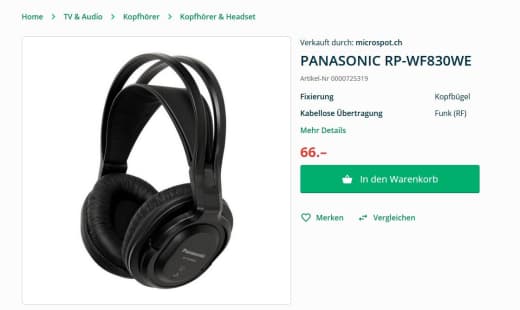 Home > TV & Audio > Kopfhörer > Kopfhörer & Headset
Verkauft durch: microspot.ch
PANASONIC RP-WF830WE
Artikel-Nr 0000725319
Fixierung Kopfbügel
Kabellose Übertragung Funk (RF)
Mehr Details
66.–
In den Warenkorb
Merken Vergleichen
Panasonic